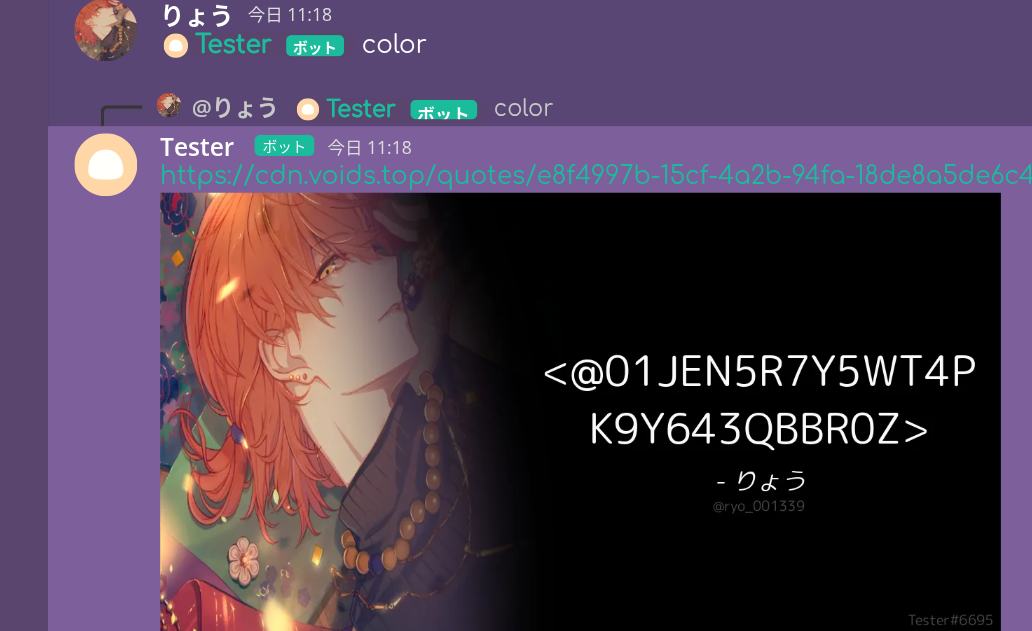 りょう 今日 11:18
Tester ボット color
@りょう Tester ボット color
Tester ボット 今日 11:18
https://cdn.voids.top/quotes/e8f4997b-15cf-4a2b-94fa-18de8a5de6c4
<@01JEN5R7Y5WT4P
K9Y643QBBR0Z>
- りょう
@ryo_001339
Tester#6695